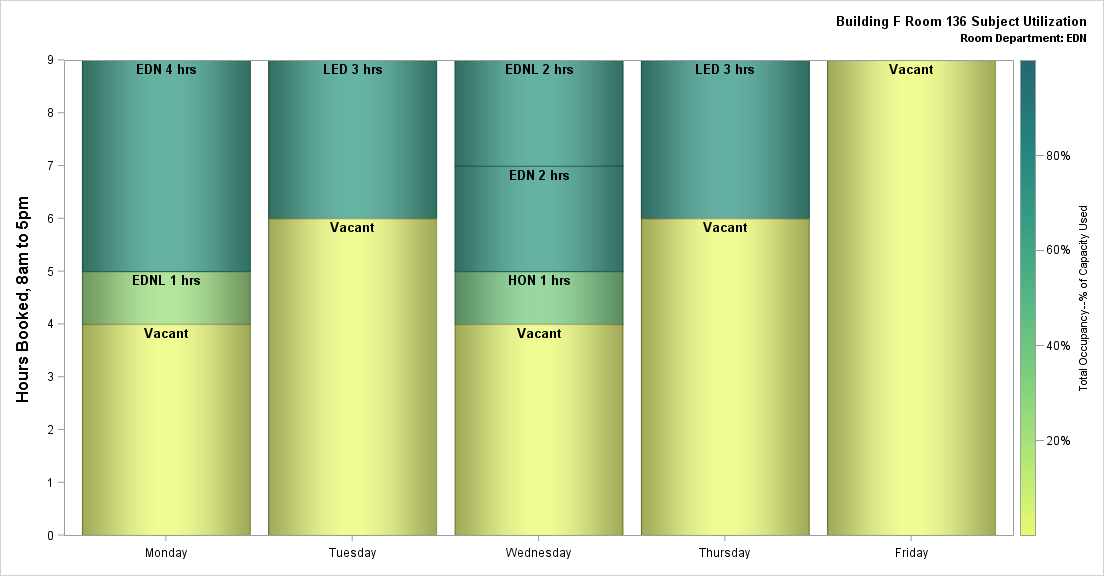 Building F Room 136 Subject Utilization
Room Department: EDN
Hours Booked, 8am to 5pm
9
8
7
6
5
4
3
2
1
0
EDN 4 hrs
EDNL 1 hrs
Vacant
LED 3 hrs
Vacant
EDNL 2 hrs
EDN 2 hrs
HON 1 hrs
Vacant
LED 3 hrs
Vacant
Vacant
Monday
Tuesday
Wednesday
Thursday
Friday
80%
60%
40%
20%
Total Occupancy--% of Capacity Used